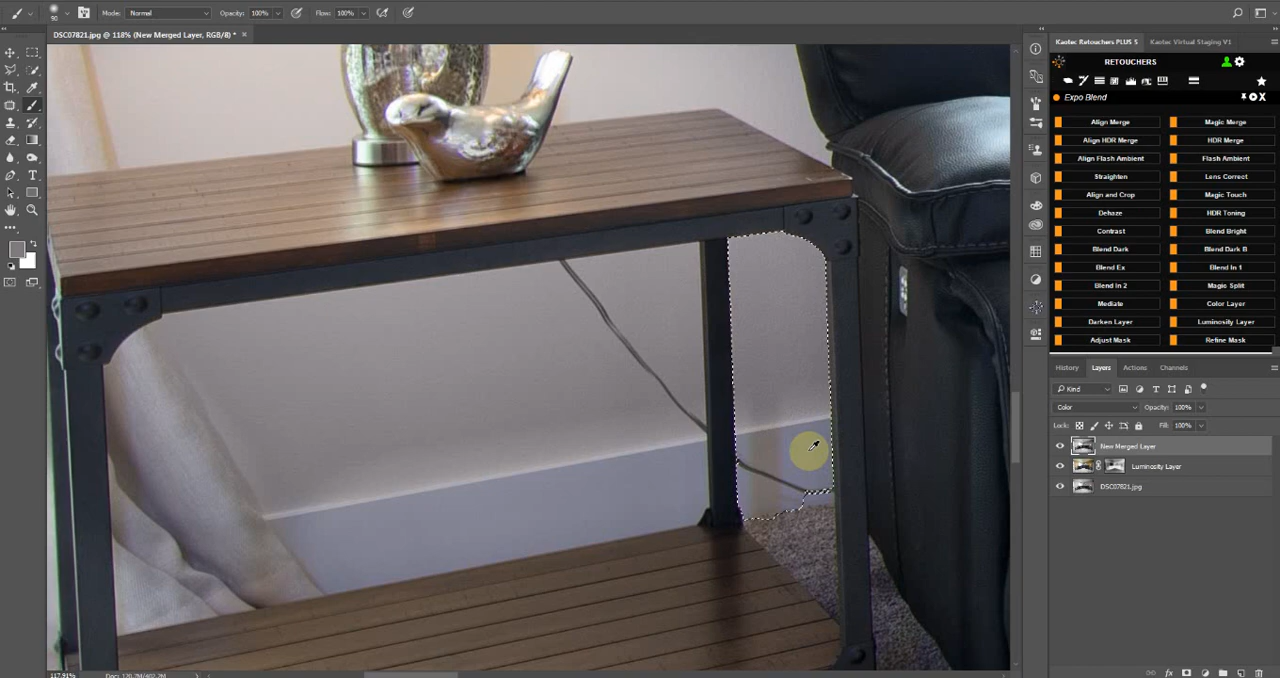 90
Mode: Normal
Opacity: 100%
Flow: 100%
DSC07821.jpg @ 118% (New Merged Layer, RGB/8) *
Kaotec Retouchers PLUS 5
Kaotec Virtual Staging V1
RETOUCHERS
Expo Blend
Align Merge
Magic Merge
Align HDR Merge
HDR Merge
Align Flash Ambient
Flash Ambient
Straighten
Lens Correct
Align and Crop
Magic Touch
Dehaze
HDR Toning
Contrast
Blend Bright
Blend Dark
Blend Dark B
Blend Ex
Blend In 1
Blend In 2
Magic Split
Mediate
Color Layer
Darken Layer
Luminosity Layer
Adjust Mask
Refine Mask
History
Layers
Actions
Channels
Kind
Color
Opacity: 100%
Lock:
Fill: 100%
New Merged Layer
Luminosity Layer
DSC07821.jpg
117.91%